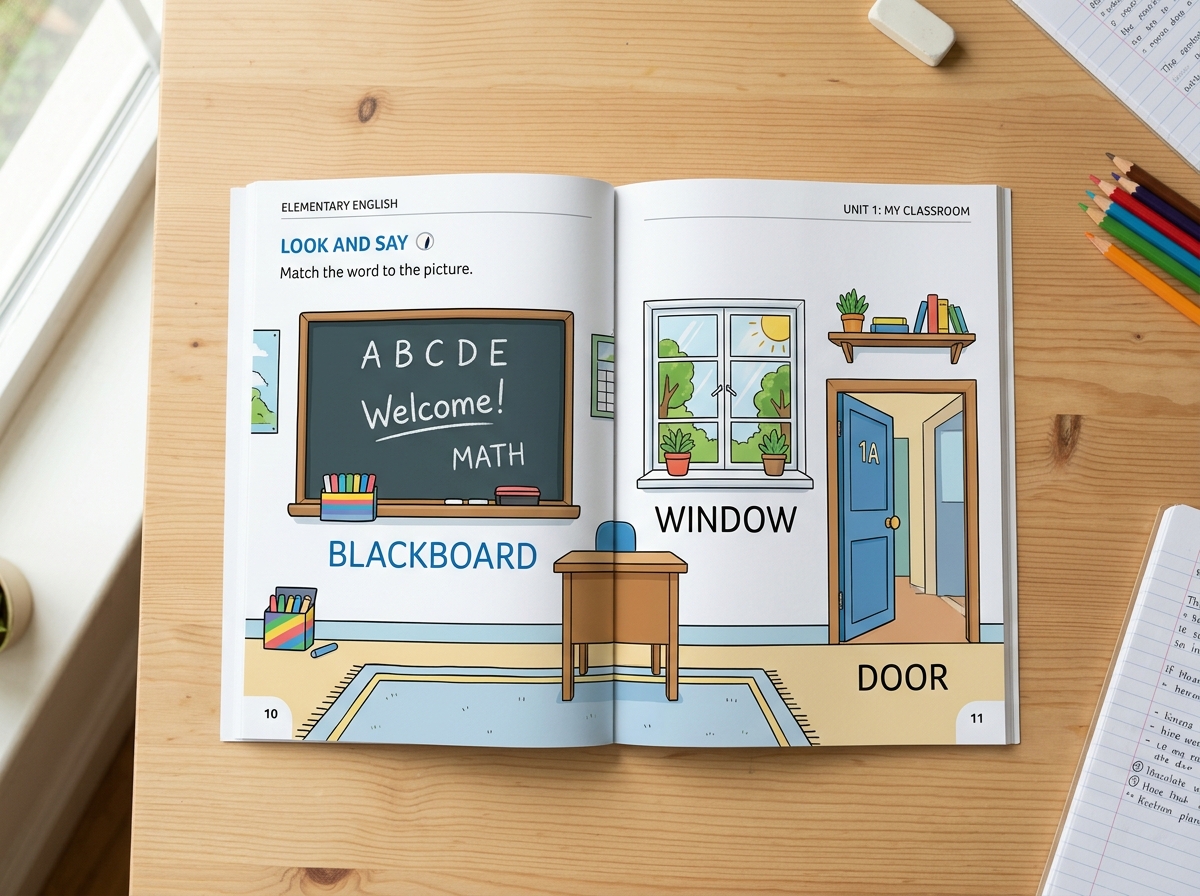 ELEMENTARY ENGLISH
LOOK AND SAY
Match the word to the picture.
A B C D E
Welcome!
MATH
BLACKBOARD
10
UNIT 1: MY CLASSROOM
WINDOW
1A
DOOR
11